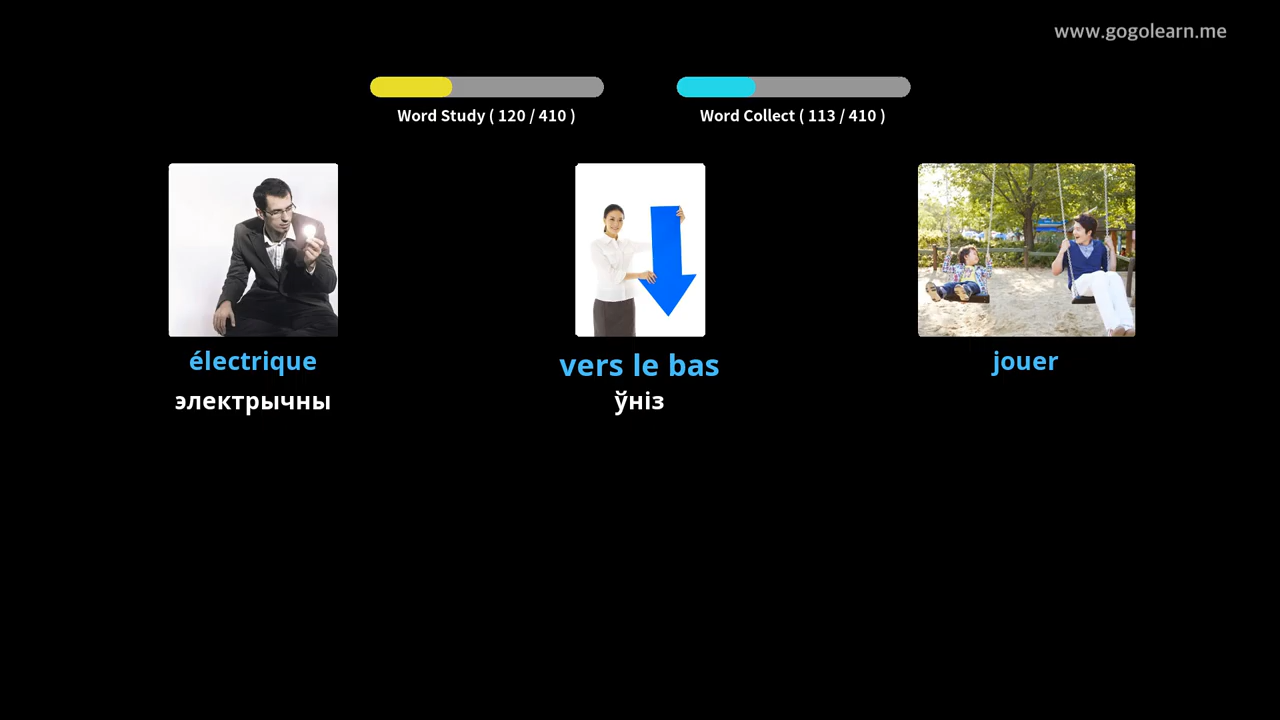 www.gogolearn.me
Word Study ( 120 / 410 )
Word Collect ( 113 / 410 )
électrique
электрычны
vers le bas
ўніз
jouer